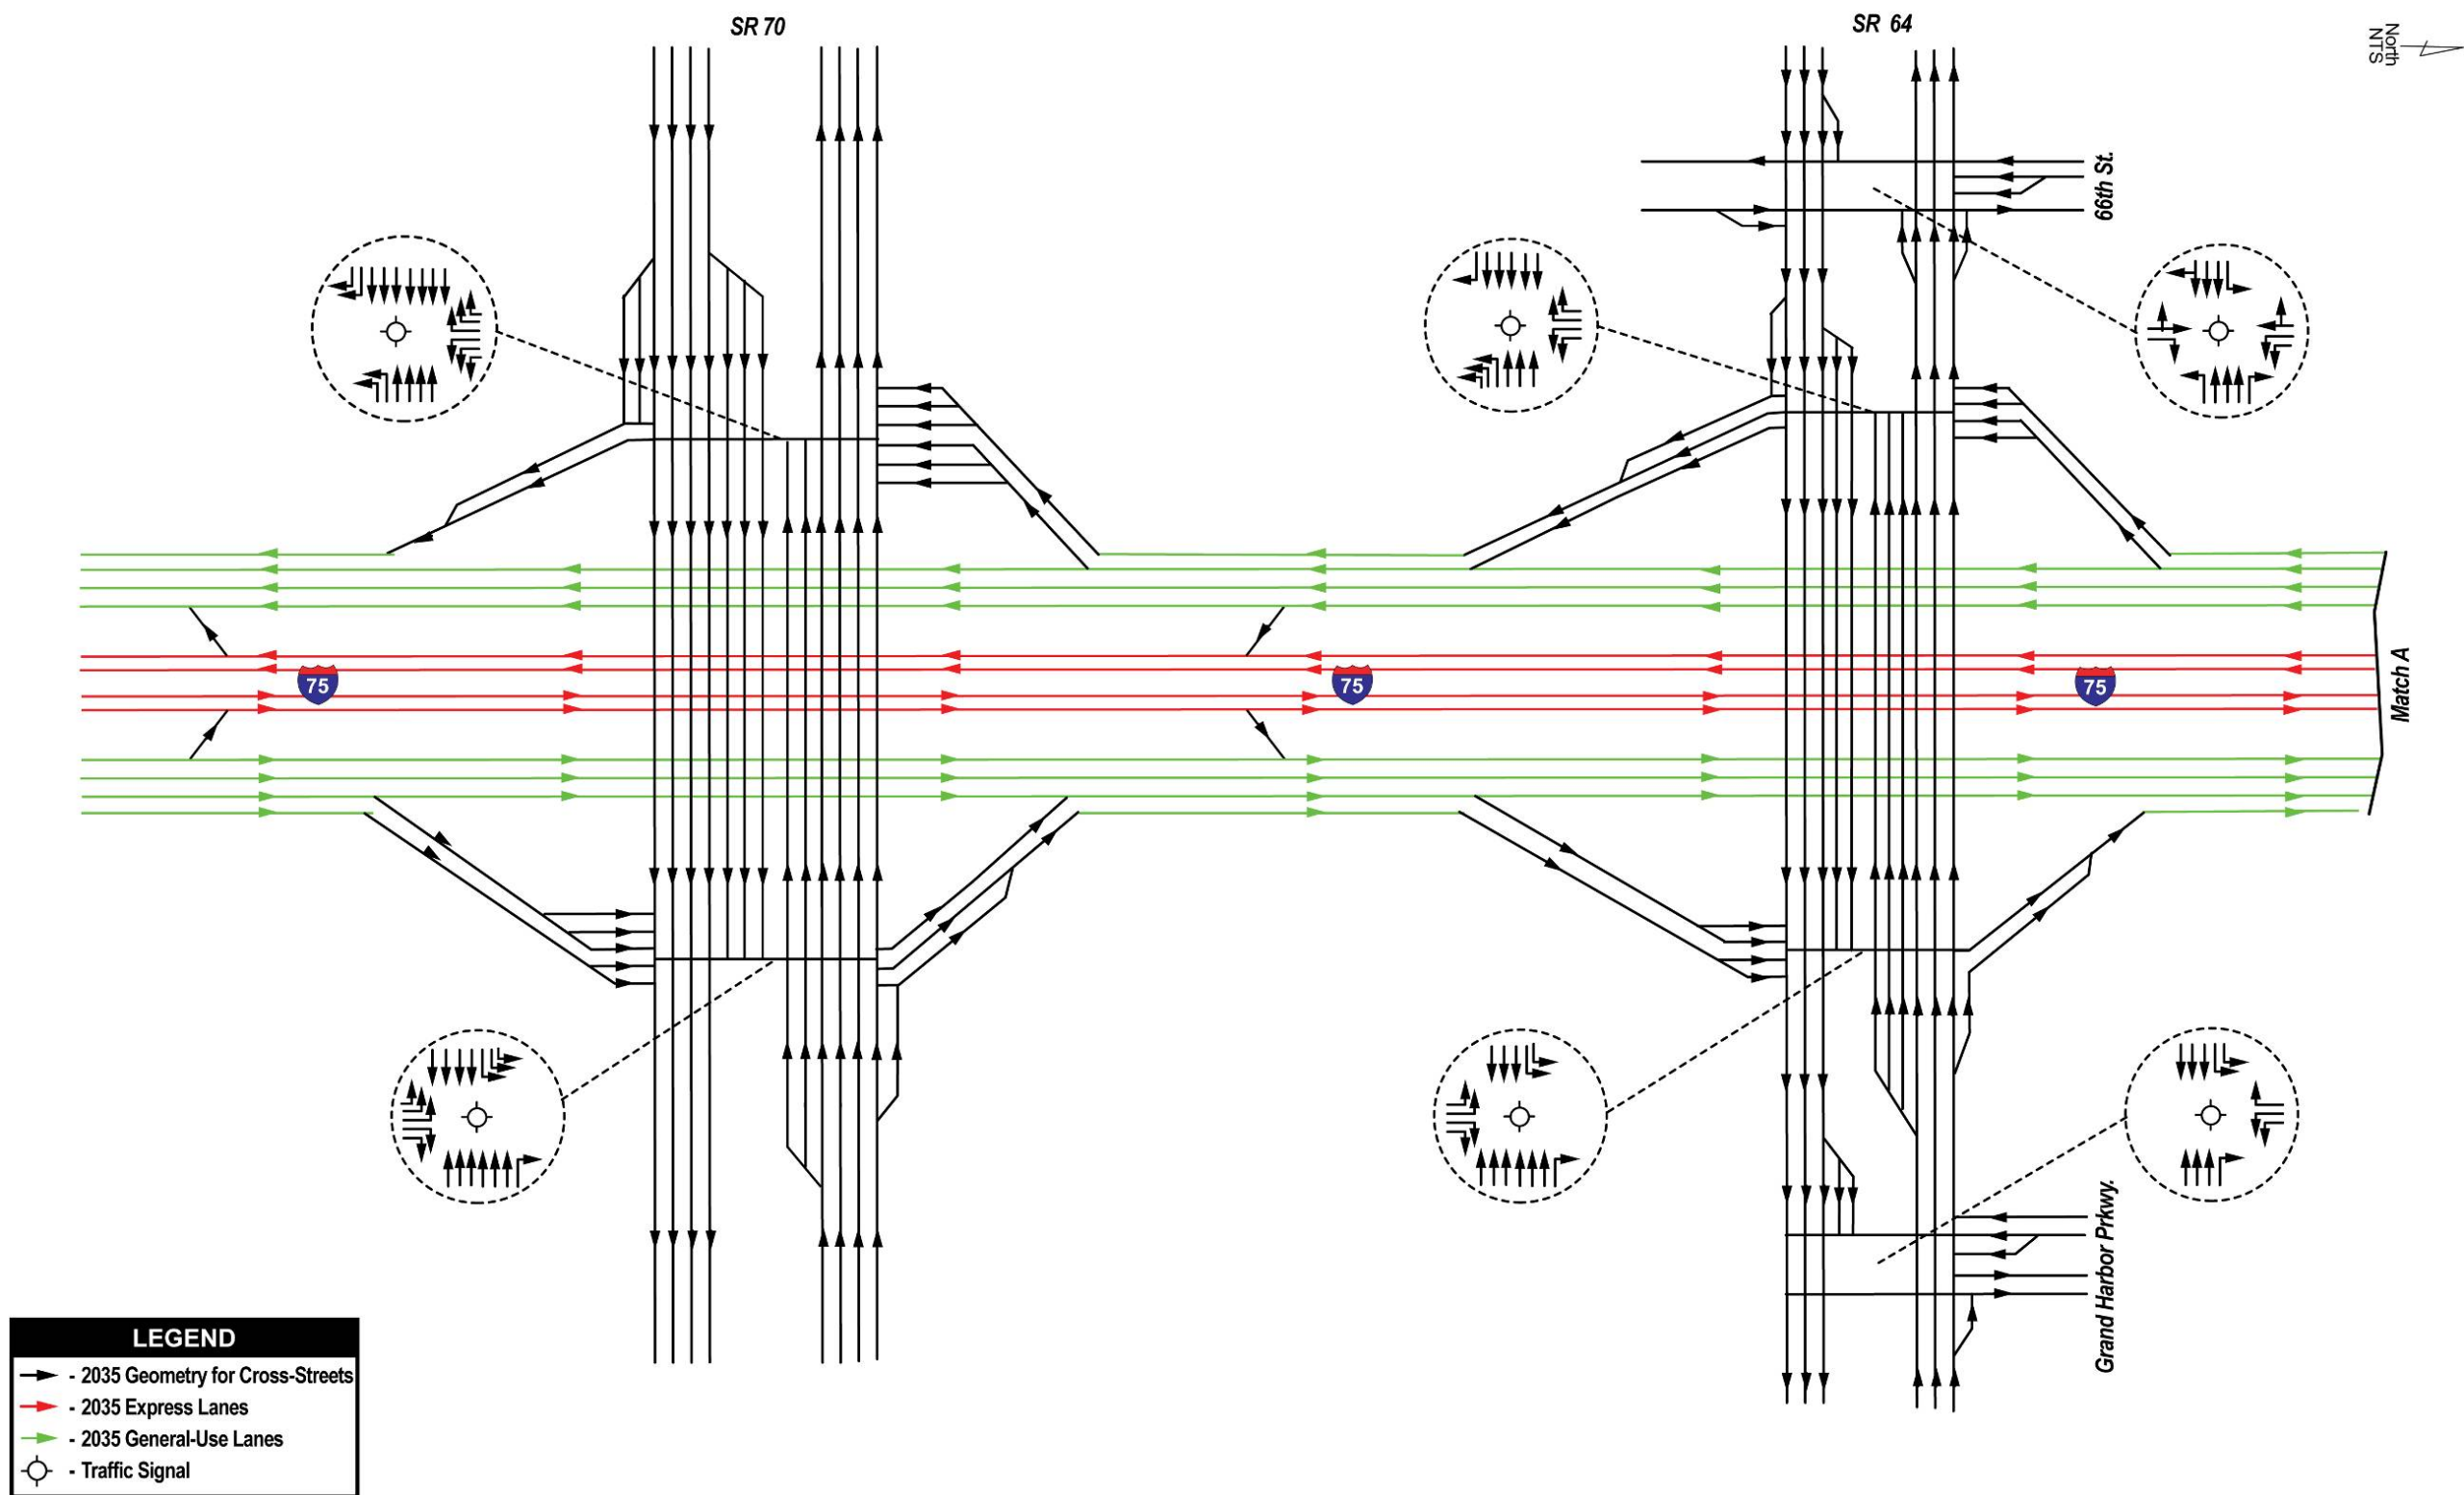 SR 70
SR 64
North
NTS
66th St.
75
75
75
Match A
Grand Harbor Prkwy.
LEGEND
- 2035 Geometry for Cross-Streets
- 2035 Express Lanes
- 2035 General-Use Lanes
- Traffic Signal